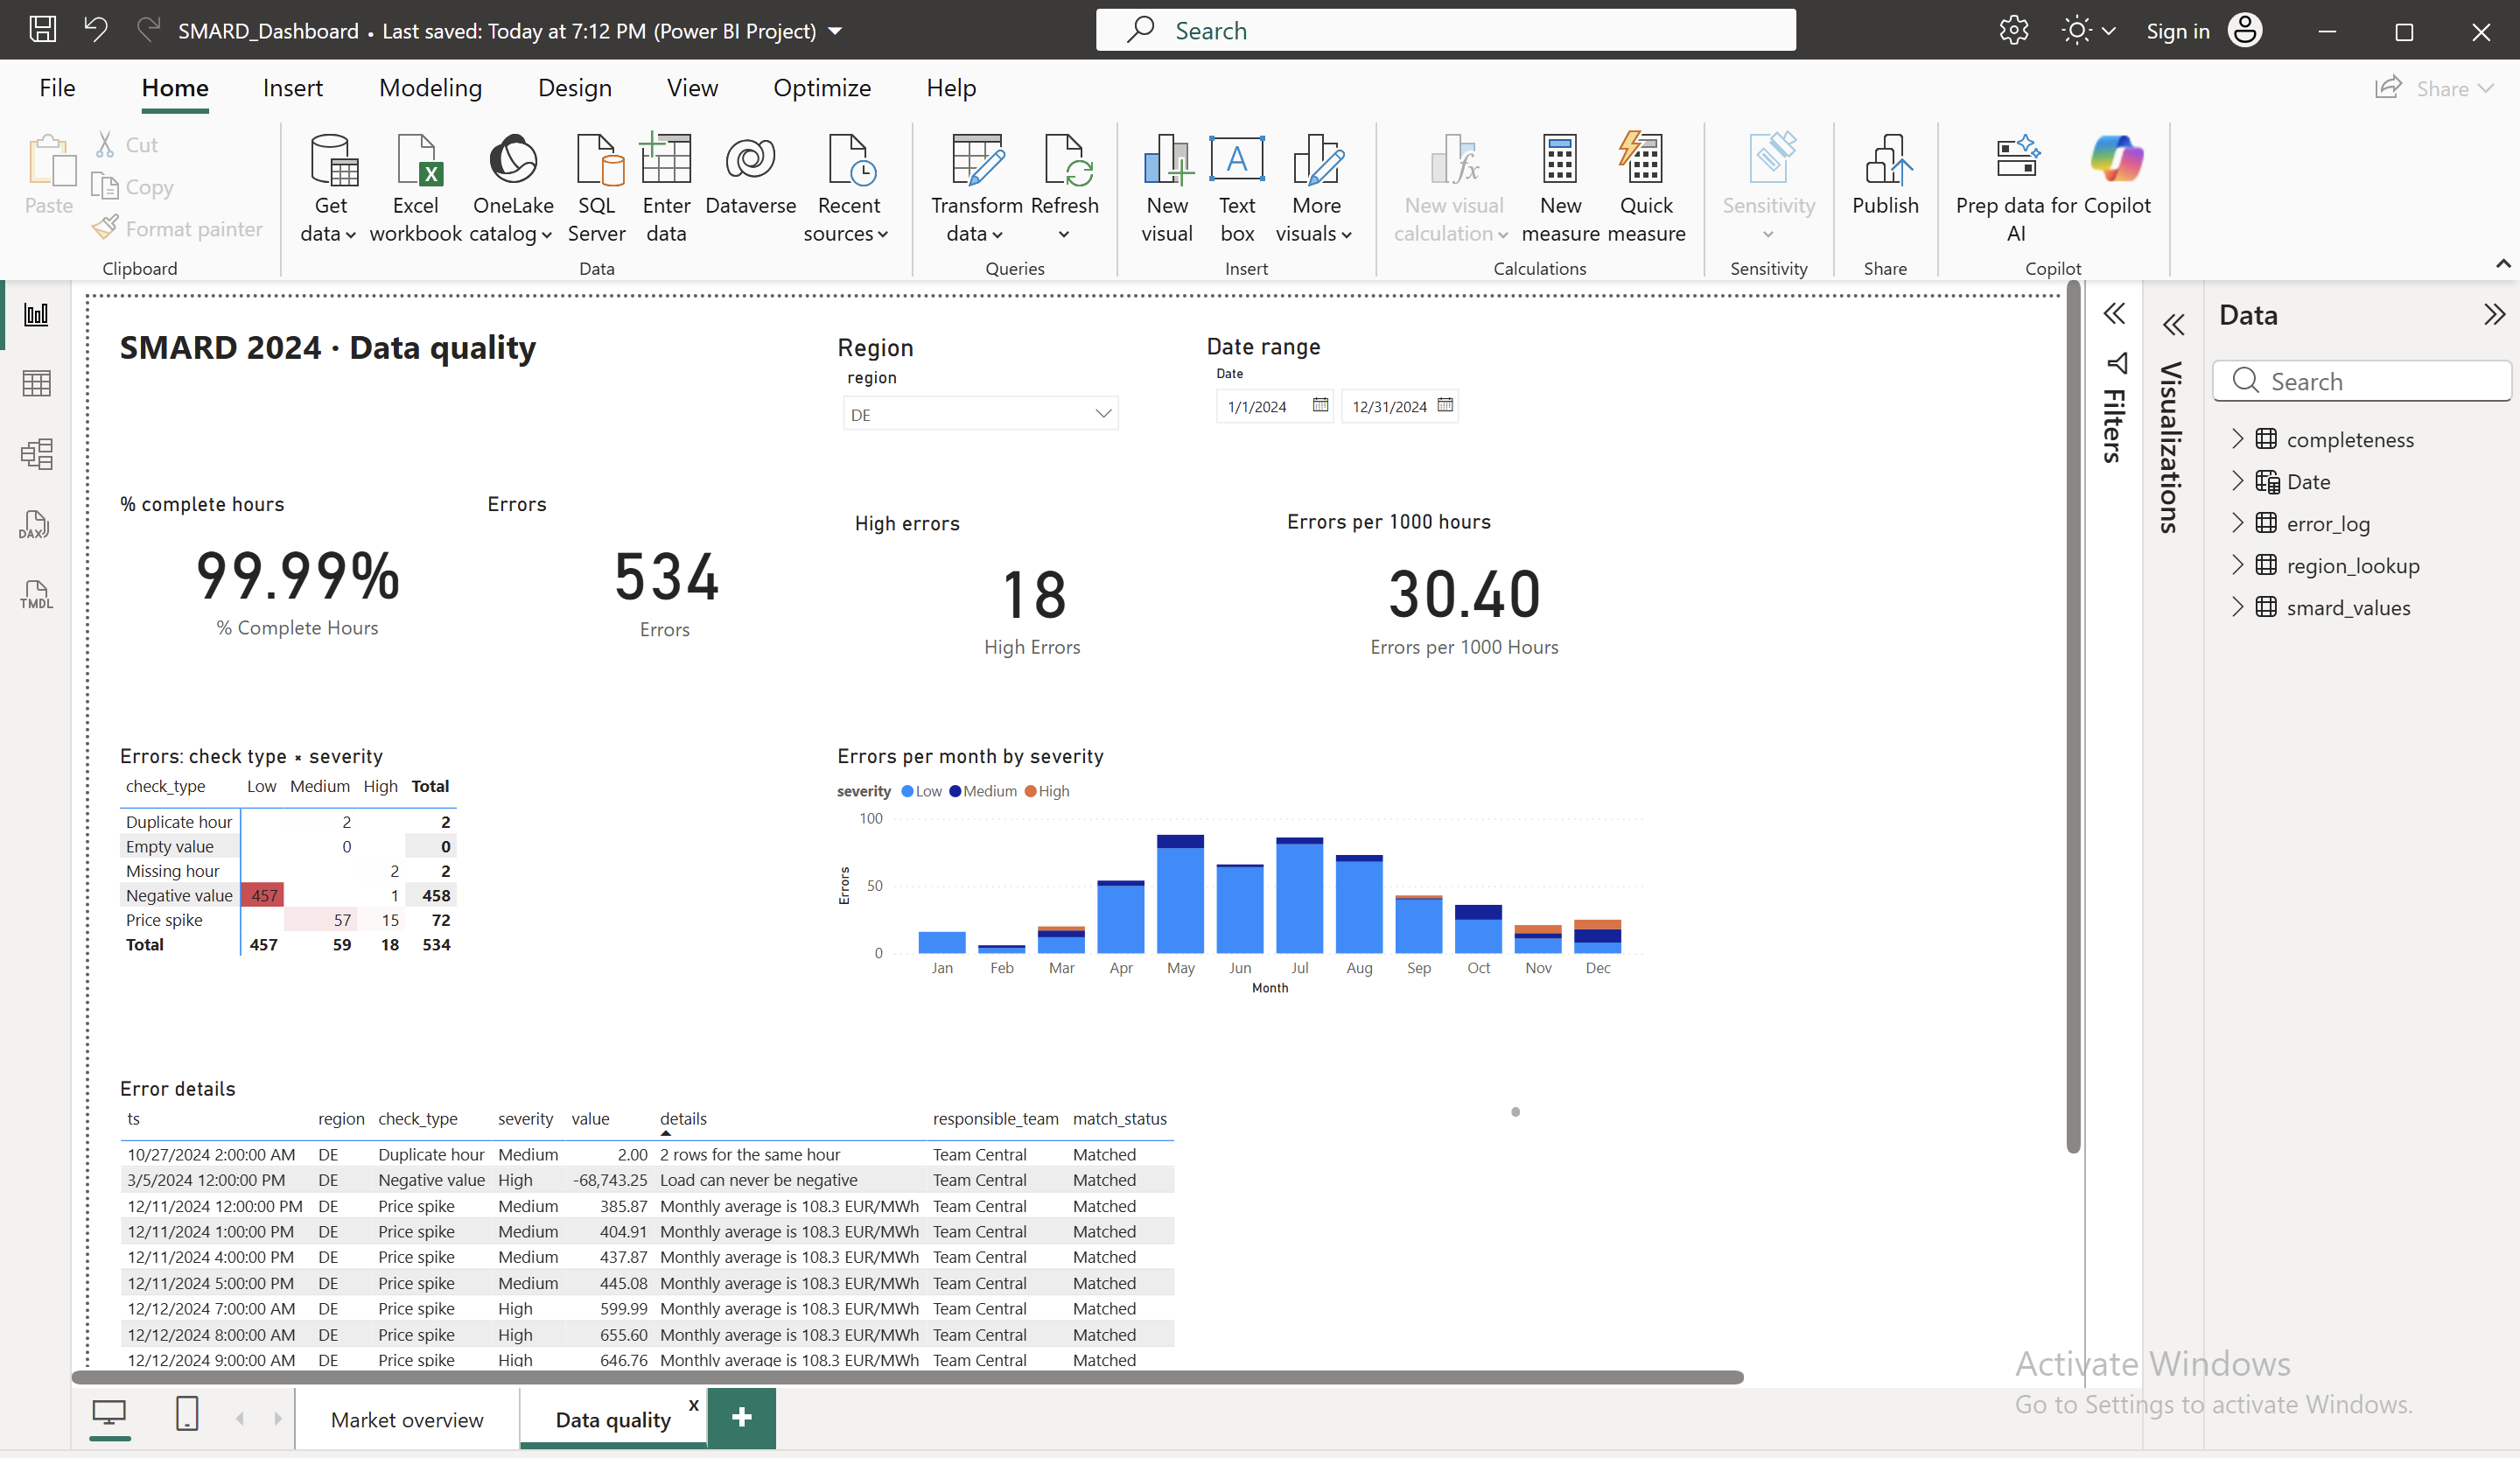 SMARD_Dashboard • Last saved: Today at 7:12 PM (Power BI Project)
Search
Sign in
File Home Insert Modeling Design View Optimize Help
Share
Paste
Cut
Copy
Format painter
Clipboard
Get data
Excel workbook
OneLake catalog
SQL Server
Enter data
Dataverse
Recent sources
Data
Transform data
Refresh
Queries
New visual
Text box
More visuals
Insert
New visual calculation
New measure
Quick measure
Calculations
Sensitivity
Sensitivity
Publish
Share
Prep data for AI
Copilot
Copilot
DAX
TMDL
SMARD 2024 · Data quality
Region
region
DE
Date range
Date
1/1/2024 12/31/2024
% complete hours
99.99%
% Complete Hours
Errors
534
Errors
High errors
18
High Errors
Errors per 1000 hours
30.40
Errors per 1000 Hours
Errors: check type × severity
check_type Low Medium High Total
Duplicate hour 2 2
Empty value 0 0
Missing hour 2 2
Negative value 457 1 458
Price spike 57 15 72
Total 457 59 18 534
Errors per month by severity
severity Low Medium High
100
50
0
Errors
Jan Feb Mar Apr May Jun Jul Aug Sep Oct Nov Dec
Month
Error details
ts region check_type severity value details responsible_team match_status
10/27/2024 2:00:00 AM DE Duplicate hour Medium 2.00 2 rows for the same hour Team Central Matched
3/5/2024 12:00:00 PM DE Negative value High -68,743.25 Load can never be negative Team Central Matched
12/11/2024 12:00:00 PM DE Price spike Medium 385.87 Monthly average is 108.3 EUR/MWh Team Central Matched
12/11/2024 1:00:00 PM DE Price spike Medium 404.91 Monthly average is 108.3 EUR/MWh Team Central Matched
12/11/2024 4:00:00 PM DE Price spike Medium 437.87 Monthly average is 108.3 EUR/MWh Team Central Matched
12/11/2024 5:00:00 PM DE Price spike Medium 445.08 Monthly average is 108.3 EUR/MWh Team Central Matched
12/12/2024 7:00:00 AM DE Price spike High 599.99 Monthly average is 108.3 EUR/MWh Team Central Matched
12/12/2024 8:00:00 AM DE Price spike High 655.60 Monthly average is 108.3 EUR/MWh Team Central Matched
12/12/2024 9:00:00 AM DE Price spike High 646.76 Monthly average is 108.3 EUR/MWh Team Central Matched
Filters
Visualizations
Data
Search
completeness
Date
error_log
region_lookup
smard_values
Activate Windows
Go to Settings to activate Windows.
Market overview
Data quality x
+